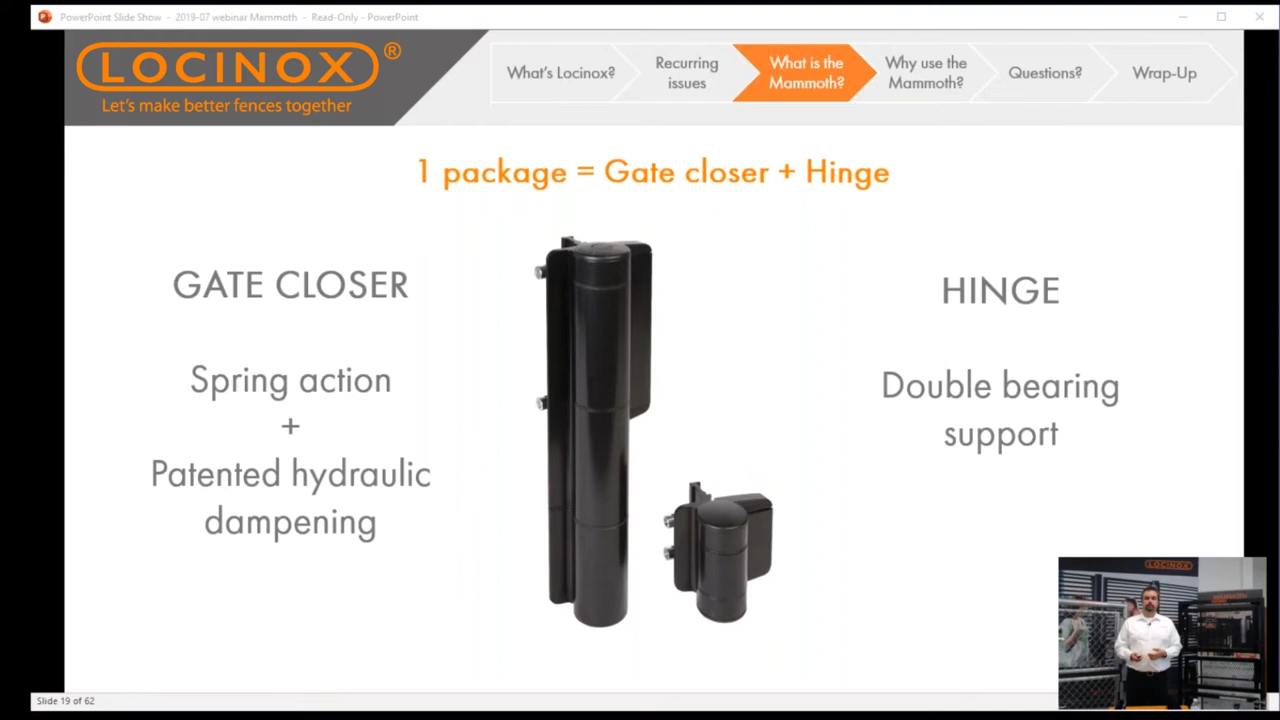 PowerPoint Slide Show - 2019-07 webinar Mammoth - Read-Only - PowerPoint
LOCINOX®
Let's make better fences together
What's Locinox?
Recurring
issues
What is the
Mammoth?
Why use the
Mammoth?
Questions?
Wrap-Up
1 package = Gate closer + Hinge
GATE CLOSER
Spring action
+
Patented hydraulic
dampening
HINGE
Double bearing
support
LOCINOX
Slide 19 of 62